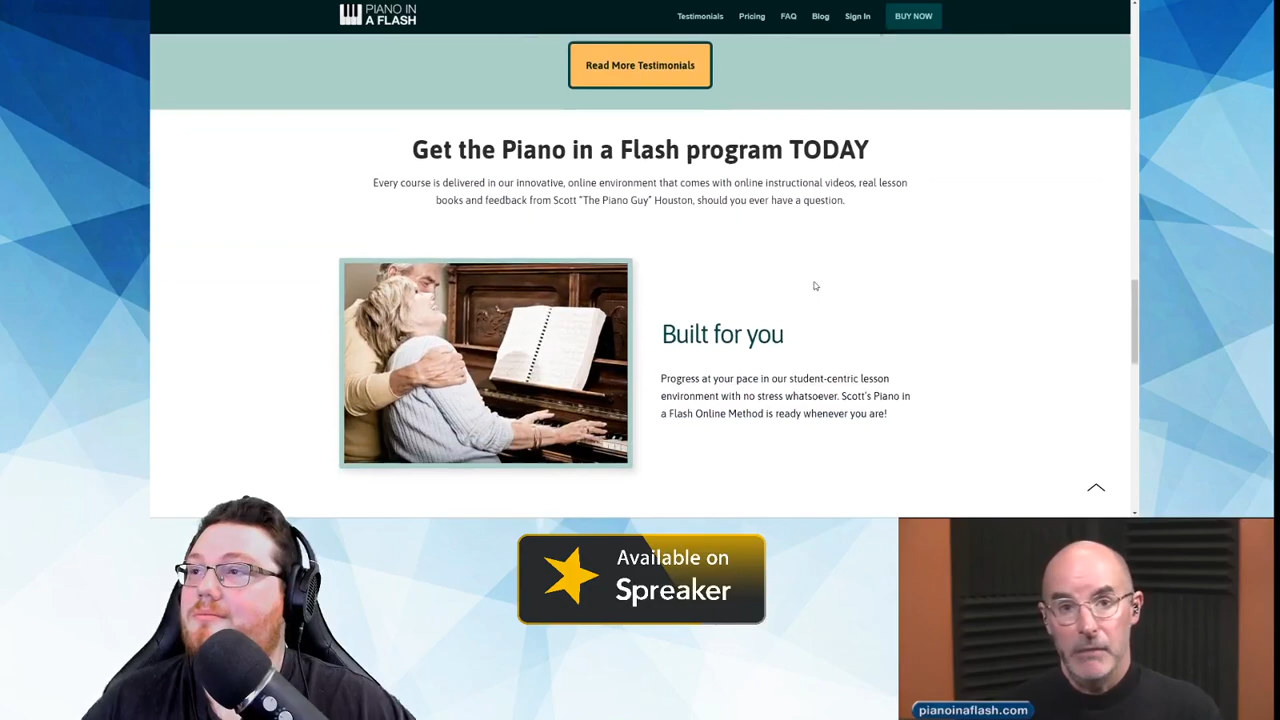 PIANO IN
A FLASH
Testimonials
Pricing
FAQ
Blog
Sign In
BUY NOW
Read More Testimonials
Get the Piano in a Flash program TODAY
Every course is delivered in our innovative, online environment that comes with online instructional videos, real lesson
books and feedback from Scott "The Piano Guy" Houston, should you ever have a question.
Built for you
Progress at your pace in our student-centric lesson
environment with no stress whatsoever. Scott's Piano in
a Flash Online Method is ready whenever you are!
Available on
Spreaker
pianoinaflash.com